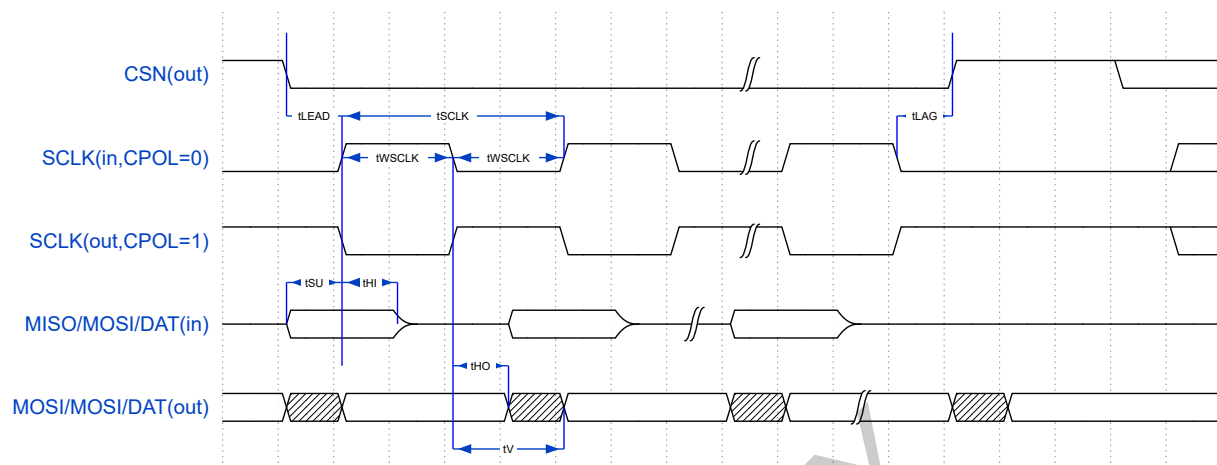 CSN(out)
tLEAD
tSCLK
tLAG
SCLK(in,CPOL=0)
tWSCLK
tWSCLK
SCLK(out,CPOL=1)
tSU
tHI
MISO/MOSI/DAT(in)
tHO
MOSI/MOSI/DAT(out)
tV